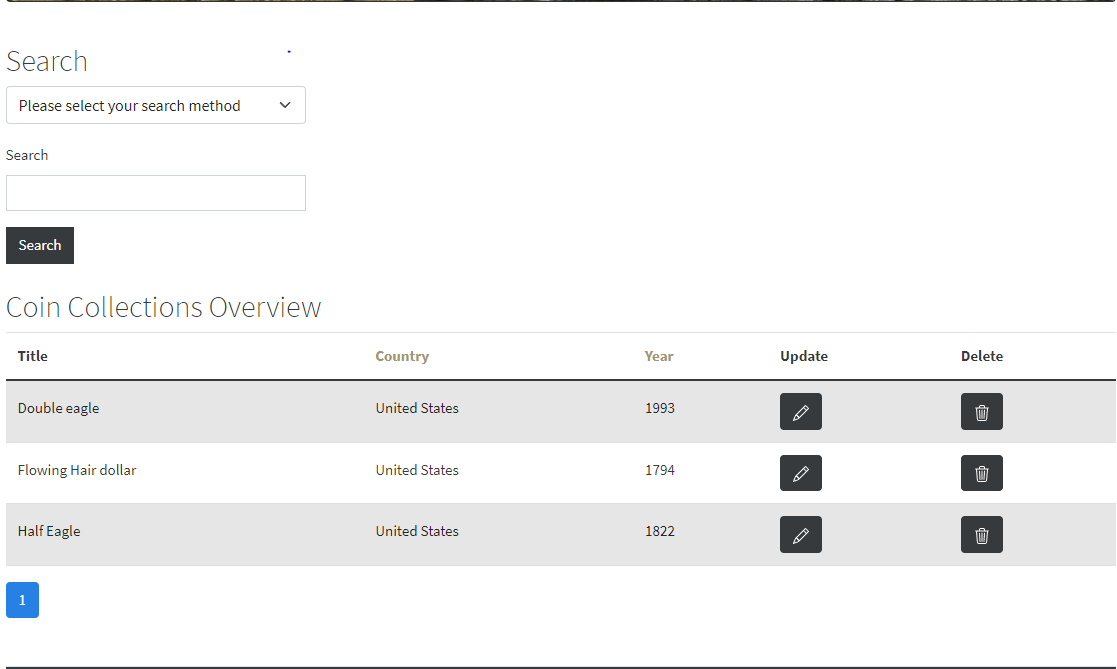 Search
Please select your search method
Search
Search
Coin Collections Overview
Title Country Year Update Delete
Double eagle United States 1993
Flowing Hair dollar United States 1794
Half Eagle United States 1822
1